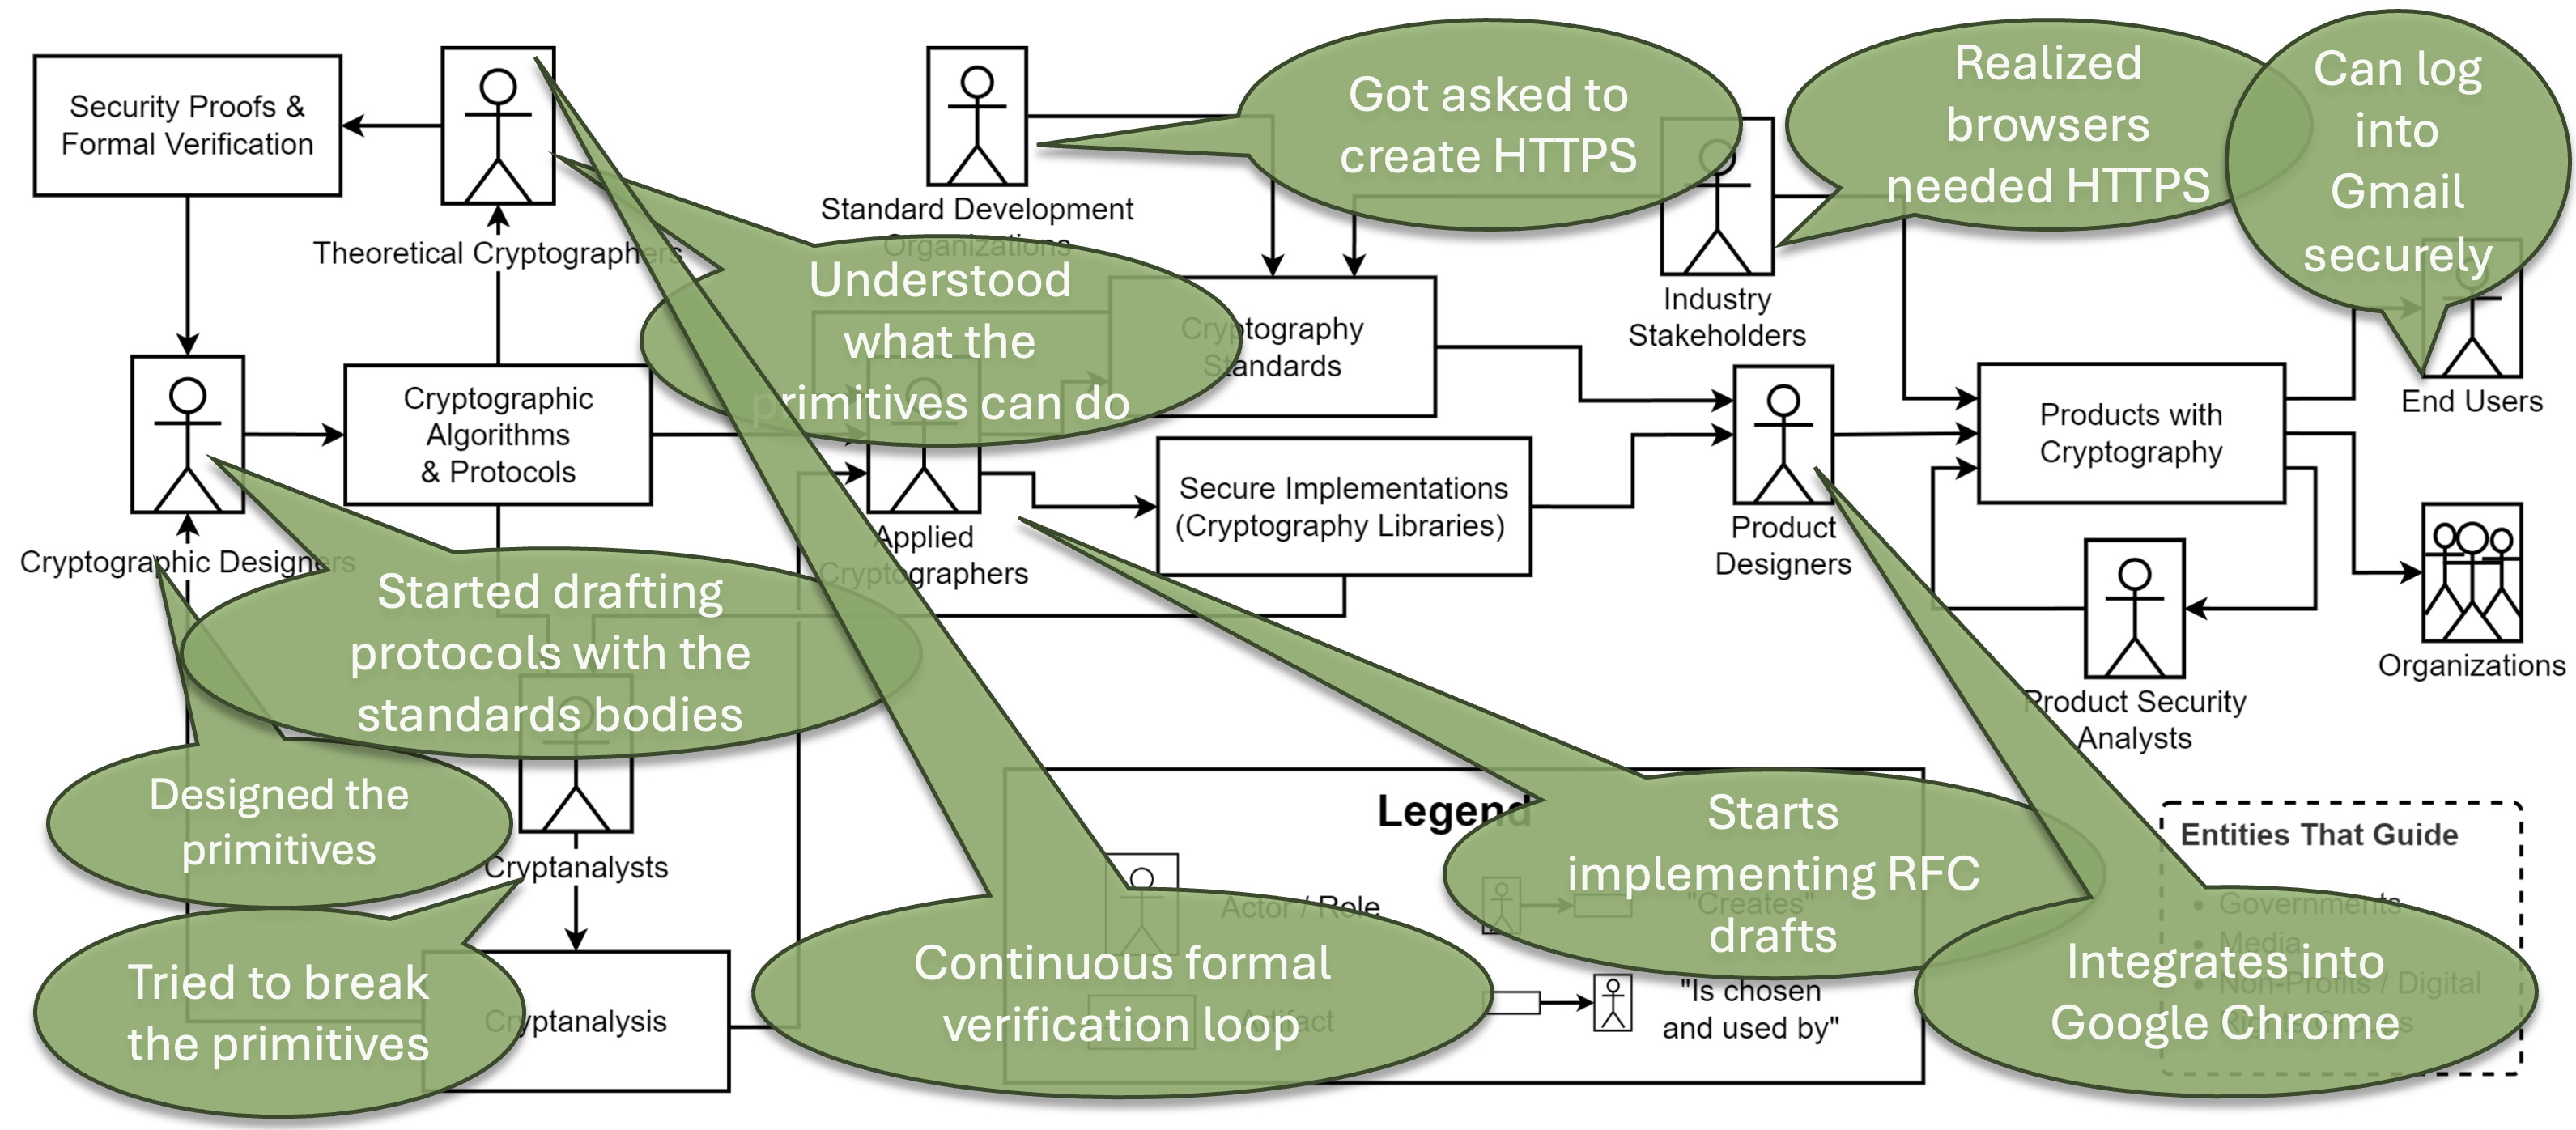 Security Proofs &
Formal Verification
Theoretical Cryptographers
Standard Development
Organizations
Got asked to
create HTTPS
Realized
browsers
needed HTTPS
Can log
into
Gmail
securely
Industry
Stakeholders
Understood
what the
primitives can do
Cryptography
Standards
Cryptographic
Algorithms
& Protocols
Cryptographic Designers
Applied
Cryptographers
Secure Implementations
(Cryptography Libraries)
Product
Designers
Products with
Cryptography
End Users
Organizations
Product Security
Analysts
Started drafting
protocols with the
standards bodies
Designed the
primitives
Cryptanalysts
Tried to break
the primitives
Cryptanalysis
Legend
Actor / Role
Artifact
"Creates"
"Is chosen
and used by"
Continuous formal
verification loop
Starts
implementing RFC
drafts
Entities That Guide
• Governments
• Media
• Non-Profits / Digital
Integrates into
Google Chrome